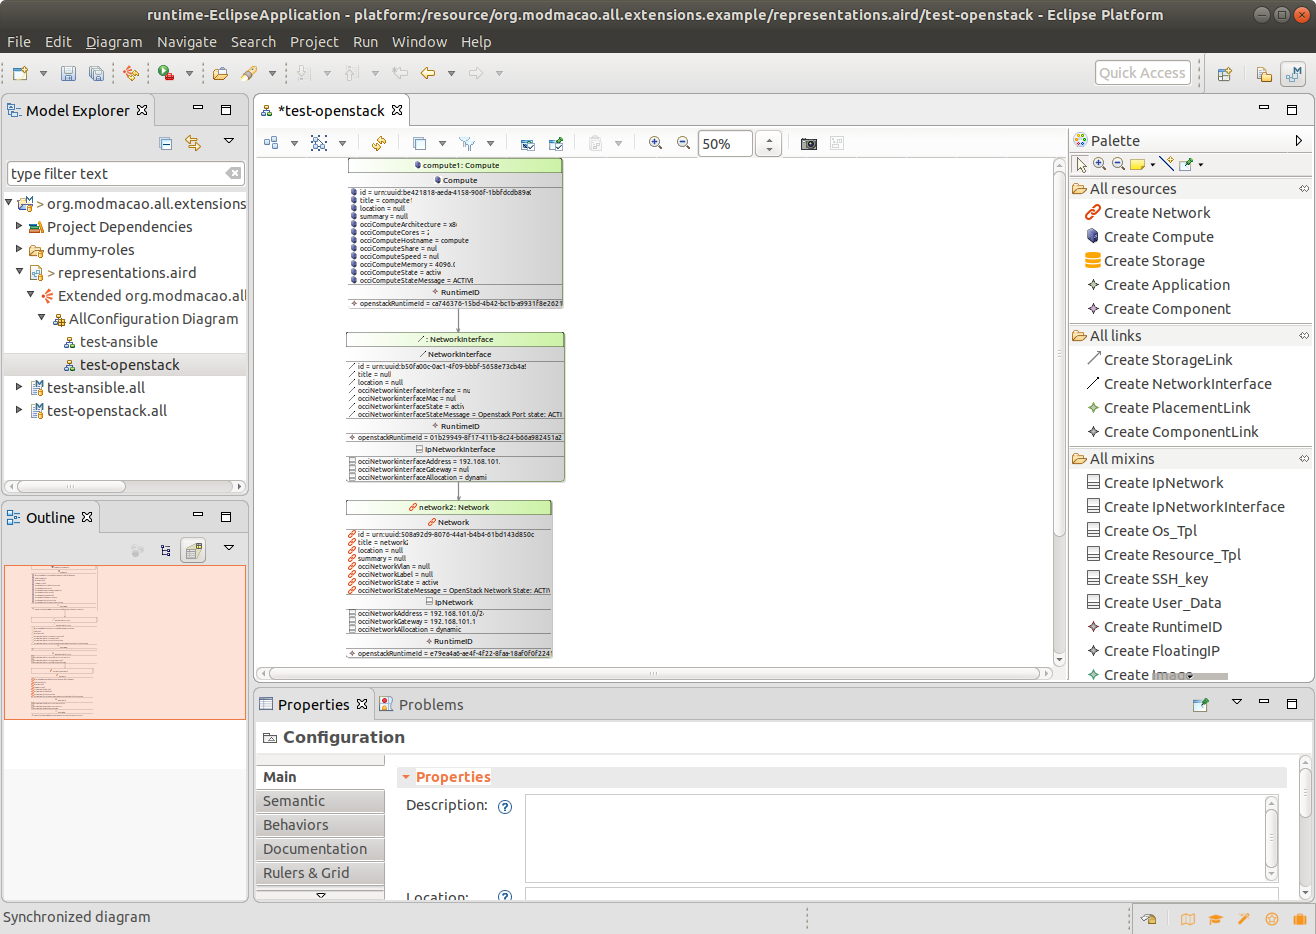 runtime-EclipseApplication - platform:/resource/org.modmacao.all.extensions.example/representations.aird/test-openstack - Eclipse Platform
File Edit Diagram Navigate Search Project Run Window Help
Quick Access
Model Explorer
type filter text
> org.modmacao.all.extensions
Project Dependencies
dummy-roles
> representations.aird
Extended org.modmacao.all
AllConfiguration Diagram
test-ansible
test-openstack
test-ansible.all
test-openstack.all
Outline
*test-openstack
50%
compute1: Compute
Compute
id = urn:uuid:be421818-aeda-4158-906f-1bbfdcdb89a
title = compute1
location = null
summary = null
occiComputeArchitecture = x8
occiComputeCores = 2
occiComputeHostname = compute
occiComputeShare = nul
occiComputeSpeed = nul
occiComputeMemory = 4096.0
occiComputeState = activ
occiComputeStateMessage = ACTIVE
RuntimeID
openstackRuntimeId = ca746376-15bd-4b42-bc1b-a9931f8e2621
: NetworkInterface
NetworkInterface
id = urn:uuid:b50fa00c-0ac1-4f09-bbbf-5658e73cb4a
title = null
location = null
occiNetworkinterfaceInterface = nu
occiNetworkinterfaceMac = nul
occiNetworkinterfaceState = activ
occiNetworkinterfaceStateMessage = Openstack Port state: ACTI
RuntimeID
openstackRuntimeId = 01b29949-8f17-411b-8c24-b66a982451a2
IpNetworkInterface
occiNetworkinterfaceAddress = 192.168.101.
occiNetworkinterfaceGateway = nul
occiNetworkinterfaceAllocation = dynami
network2: Network
Network
id = urn:uuid:508a92d9-8076-44a1-b4b4-61bd143d850c
title = network2
location = null
summary = null
occiNetworkVlan = null
occiNetworkLabel = null
occiNetworkState = active
occiNetworkStateMessage = OpenStack Network State: ACTIV
IpNetwork
occiNetworkAddress = 192.168.101.0/24
occiNetworkGateway = 192.168.101.1
occiNetworkAllocation = dynamic
RuntimeID
openstackRuntimeId = e79ea4a6-ae4f-4f22-8faa-18af0f0f2241
Palette
All resources
Create Network
Create Compute
Create Storage
Create Application
Create Component
All links
Create StorageLink
Create NetworkInterface
Create PlacementLink
Create ComponentLink
All mixins
Create IpNetwork
Create IpNetworkInterface
Create Os_Tpl
Create Resource_Tpl
Create SSH_key
Create User_Data
Create RuntimeID
Create FloatingIP
Create Image
Properties
Problems
Configuration
Main
Semantic
Behaviors
Documentation
Rulers & Grid
Properties
Description:
Location:
Synchronized diagram